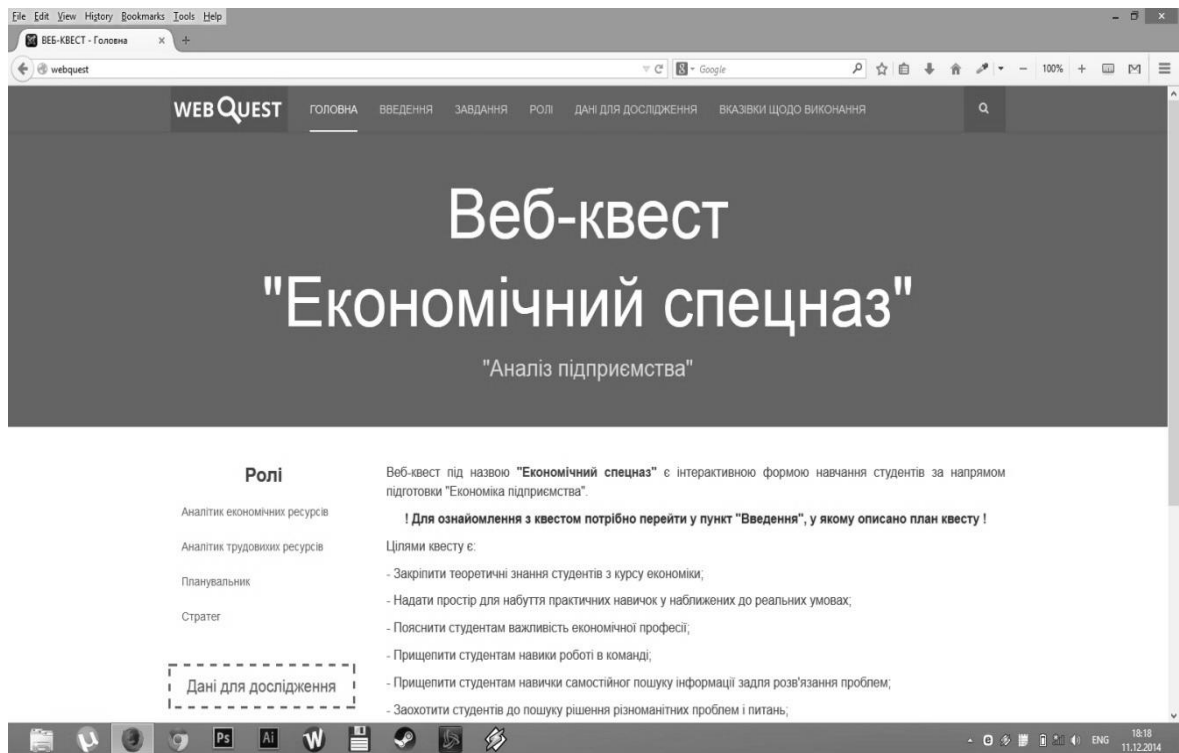 File Edit View History Bookmarks Tools Help
ВЕБ-КВЕСТ - Головна × +
webquest Google 100%
WEBQUEST ГОЛОВНА ВВЕДЕННЯ ЗАВДАННЯ РОЛІ ДАНІ ДЛЯ ДОСЛІДЖЕННЯ ВКАЗІВКИ ЩОДО ВИКОНАННЯ
Веб-квест
"Економічний спецназ"
"Аналіз підприємства"
Ролі
Аналітик економічних ресурсів
Аналітик трудовихих ресурсів
Планувальник
Стратег
Дані для дослідження
Веб-квест під назвою "Економічний спецназ" є інтерактивною формою навчання студентів за напрямом
підготовки "Економіка підприємства".
! Для ознайомлення з квестом потрібно перейти у пункт "Введення", у якому описано план квесту !
Цілями квесту є:
- Закріпити теоретичні знання студентів з курсу економіки;
- Надати простір для набуття практичних навичок у наближених до реальних умовах;
- Пояснити студентам важливість економічної професії;
- Прищепити студентам навики роботі в команді;
- Прищепити студентам навички самостійного пошуку інформації задля розв'язання проблем;
- Заохотити студентів до пошуку рішення різноманітних проблем і питань;
Ps Ai W ENG 18:18
11.12.2014